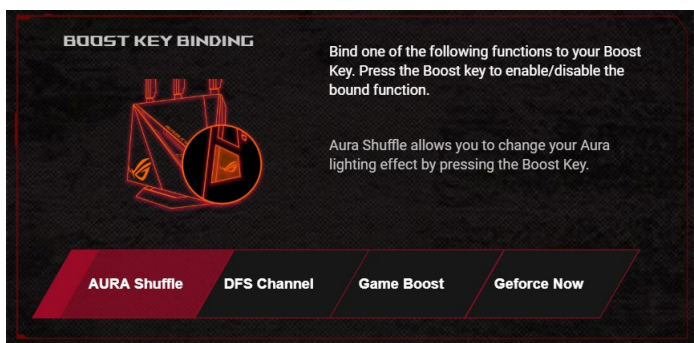 BOOST KEY BINDING
Bind one of the following functions to your Boost
Key. Press the Boost key to enable/disable the
bound function.
Aura Shuffle allows you to change your Aura
lighting effect by pressing the Boost Key.
AURA Shuffle
DFS Channel
Game Boost
Geforce Now